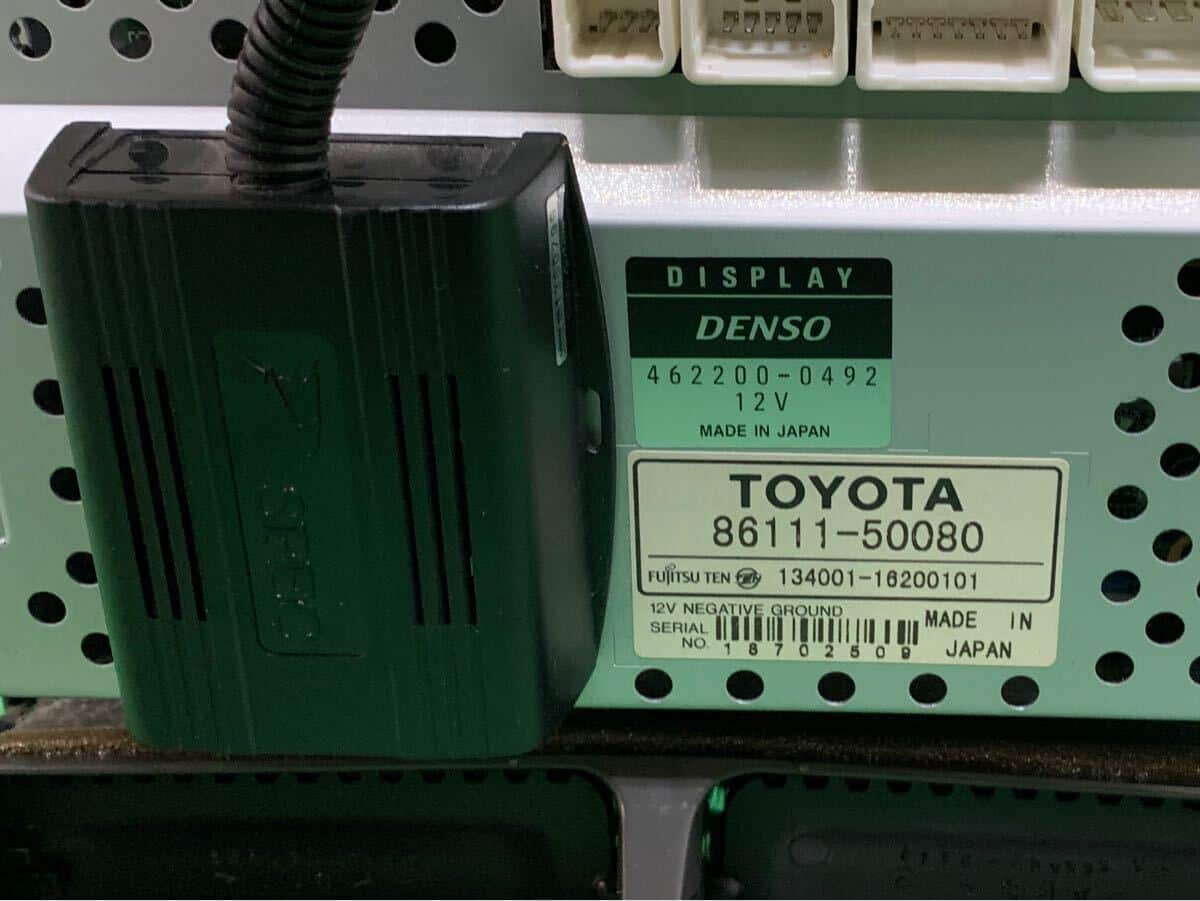 DISPLAY
DENSO
462200-0492
12V
MADE IN JAPAN
TOYOTA
86111-50080
FUJITSU TEN 134001-16200101
12V NEGATIVE GROUND
SERIAL
NO. 18702509
MADE IN
JAPAN